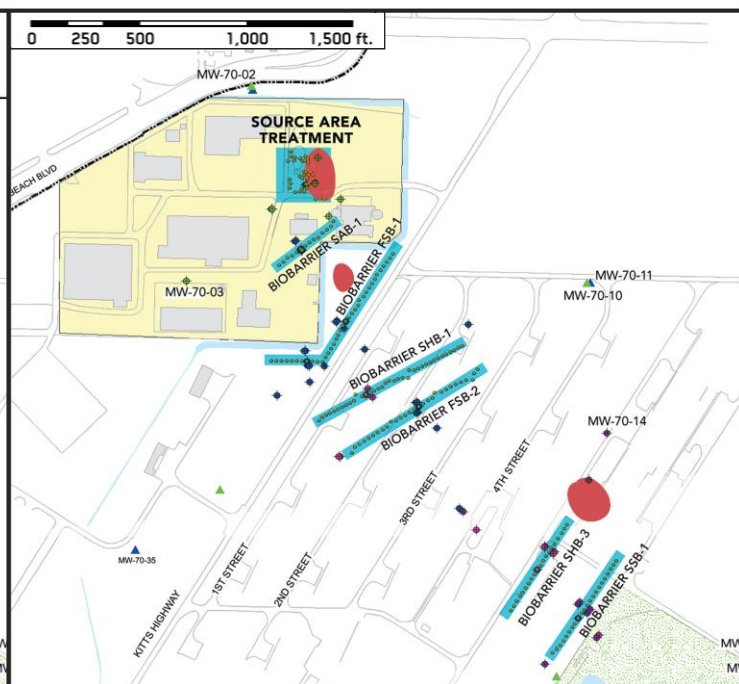 0 250 500 1,000 1,500 ft.
MW-70-02
SOURCE AREA
TREATMENT
BEACH BLVD
BIOBARRIER SAB-1
BIOBARRIER FSB-1
MW-70-11
MW-70-10
MW-70-03
BIOBARRIER SHB-1
BIOBARRIER FSB-2
MW-70-14
3RD STREET
4TH STREET
MW-70-35
1ST STREET
2ND STREET
KITTS HIGHWAY
BIOBARRIER SHB-3
BIOBARRIER SSB-1